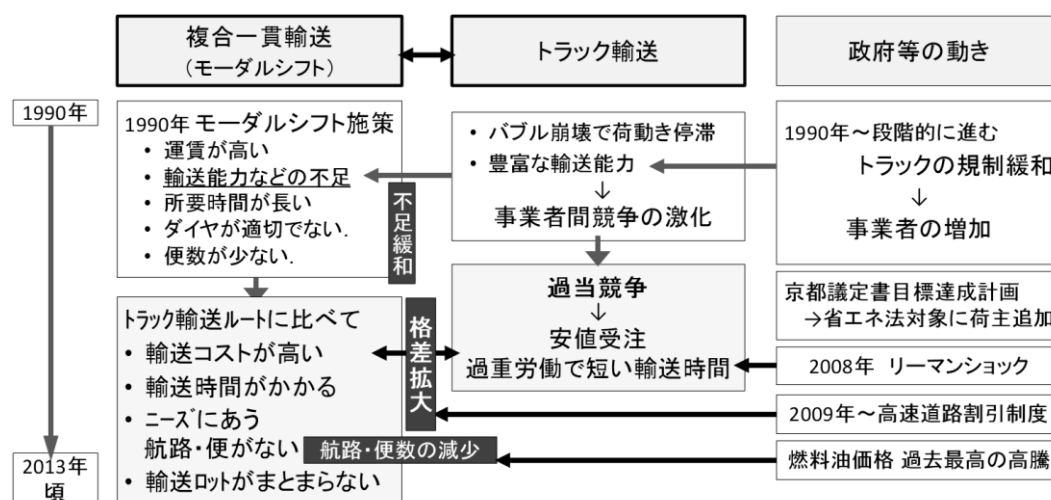 複合一貫輸送
（モーダルシフト）
トラック輸送
政府等の動き
1990年
2013年
頃
1990年 モーダルシフト施策
・ 運賃が高い
・ 輸送能力などの不足
・ 所要時間が長い
・ ダイヤが適切でない.
・ 便数が少ない.
不足緩和
・ バブル崩壊で荷動き停滞
・ 豊富な輸送能力
↓
事業者間競争の激化
1990年～段階的に進む
トラックの規制緩和
↓
事業者の増加
トラック輸送ルートに比べて
・ 輸送コストが高い
・ 輸送時間がかかる
・ ニーズにあう
航路・便がない
・ 輸送ロットがまとまらない
格差拡大
航路・便数の減少
過当競争
↓
安値受注
過重労働で短い輸送時間
京都議定書目標達成計画
→省エネ法対象に荷主追加
2008年 リーマンショック
2009年～高速道路割引制度
燃料油価格 過去最高の高騰